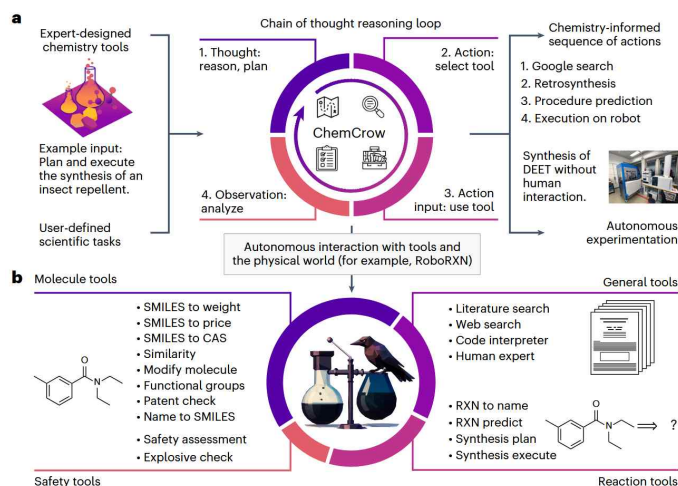 a
Chain of thought reasoning loop
Expert-designed
chemistry tools
Example input:
Plan and execute
the synthesis of an
insect repellent.
User-defined
scientific tasks
1. Thought:
reason, plan
2. Action:
select tool
ChemCrow
4. Observation:
analyze
3. Action
input: use tool
Chemistry-informed
sequence of actions
1. Google search
2. Retrosynthesis
3. Procedure prediction
4. Execution on robot
Synthesis of
DEET without
human
interaction.
Autonomous
experimentation
Autonomous interaction with tools and
the physical world (for example, RoboRXN)
b
Molecule tools
• SMILES to weight
• SMILES to price
• SMILES to CAS
• Similarity
• Modify molecule
• Functional groups
• Patent check
• Name to SMILES
• Safety assessment
• Explosive check
O
N
Safety tools
General tools
• Literature search
• Web search
• Code interpreter
• Human expert
• RXN to name
• RXN predict
• Synthesis plan
• Synthesis execute
O
N
?
Reaction tools